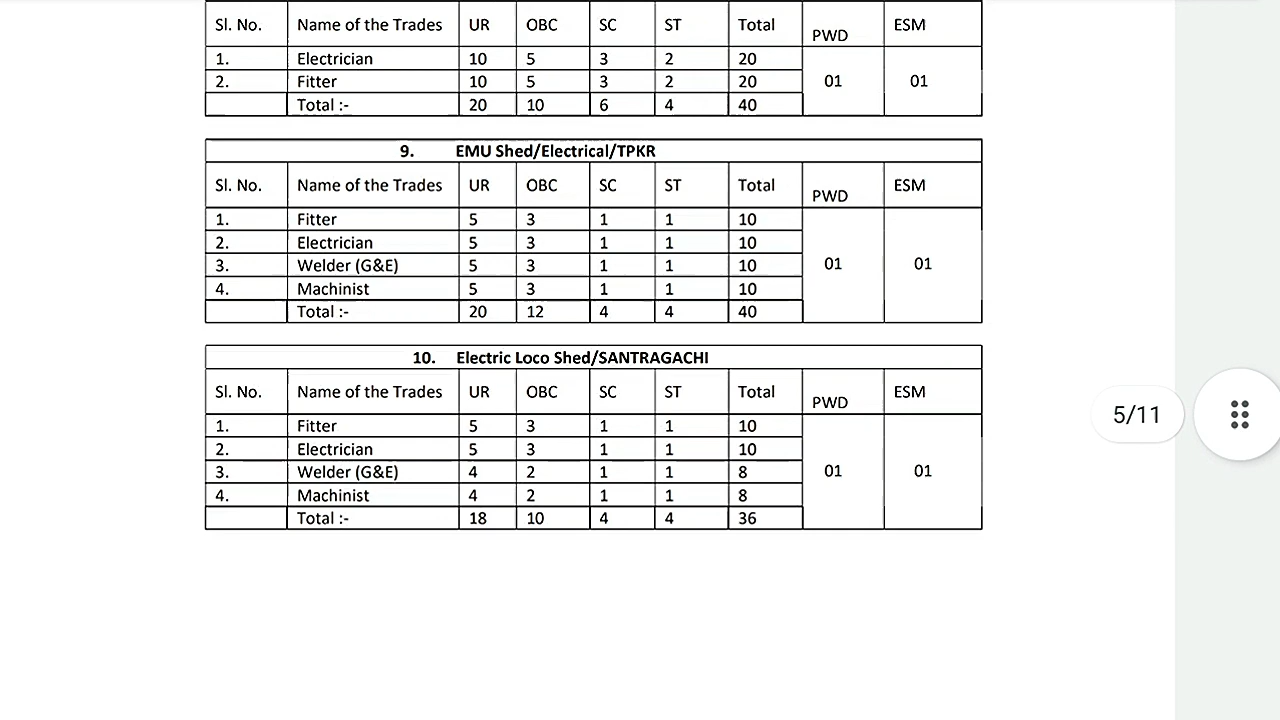 Sl. No. Name of the Trades UR OBC SC ST Total PWD ESM
1. Electrician 10 5 3 2 20 01 01
2. Fitter 10 5 3 2 20
Total :- 20 10 6 4 40
9. EMU Shed/Electrical/TPKR
Sl. No. Name of the Trades UR OBC SC ST Total PWD ESM
1. Fitter 5 3 1 1 10 01 01
2. Electrician 5 3 1 1 10
3. Welder (G&E) 5 3 1 1 10
4. Machinist 5 3 1 1 10
Total :- 20 12 4 4 40
10. Electric Loco Shed/SANTRAGACHI
Sl. No. Name of the Trades UR OBC SC ST Total PWD ESM
1. Fitter 5 3 1 1 10 01 01
2. Electrician 5 3 1 1 10
3. Welder (G&E) 4 2 1 1 8
4. Machinist 4 2 1 1 8
Total :- 18 10 4 4 36
5/11